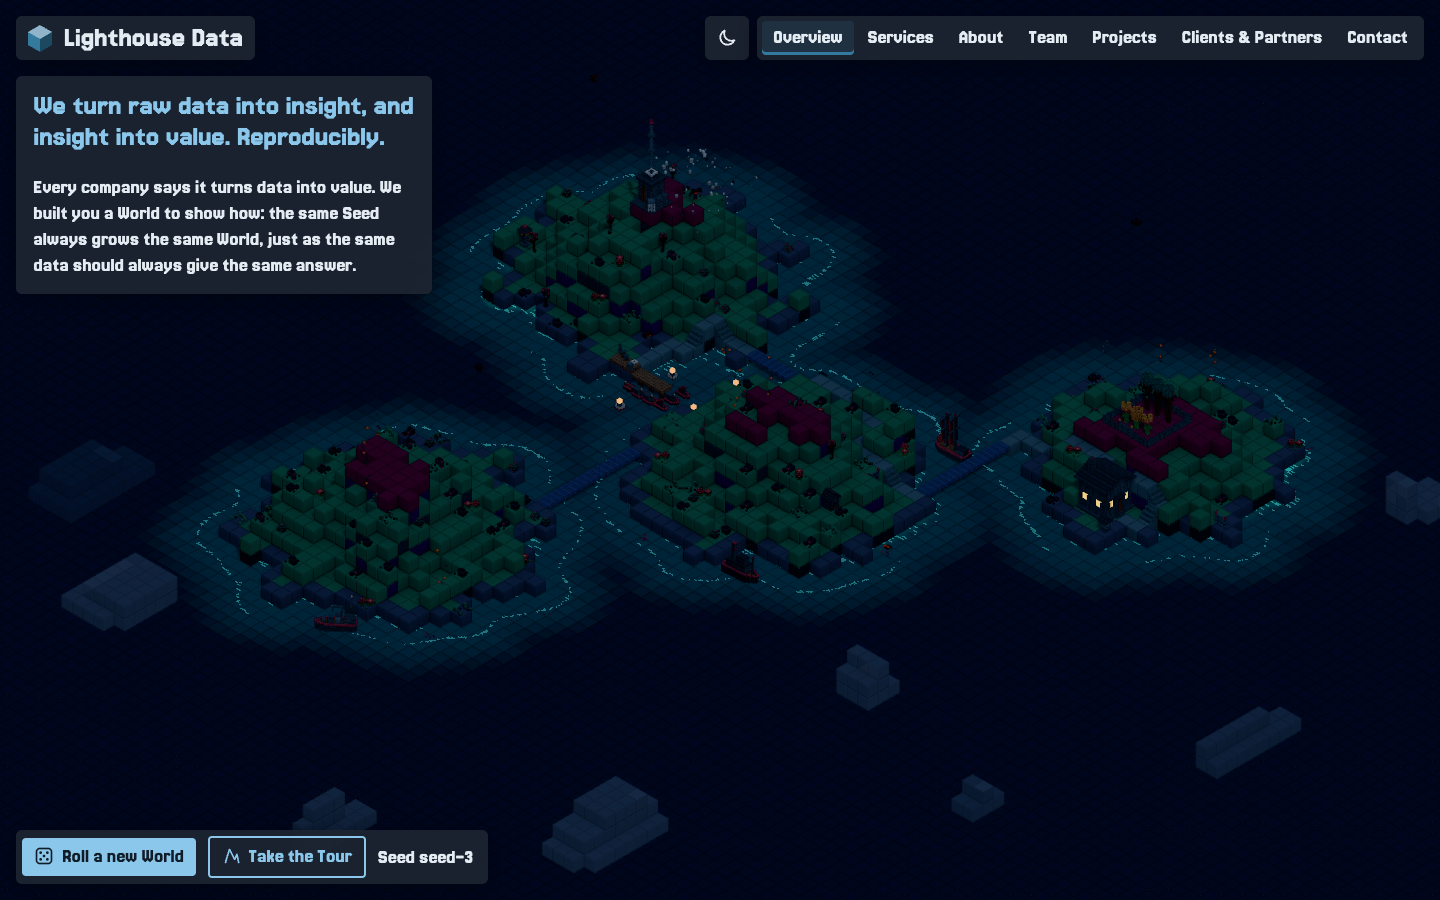 Lighthouse Data
Overview Services About Team Projects Clients & Partners Contact
We turn raw data into insight, and
insight into value. Reproducibly.
Every company says it turns data into value. We
built you a World to show how: the same Seed
always grows the same World, just as the same
data should always give the same answer.
Roll a new World Take the Tour Seed seed-3